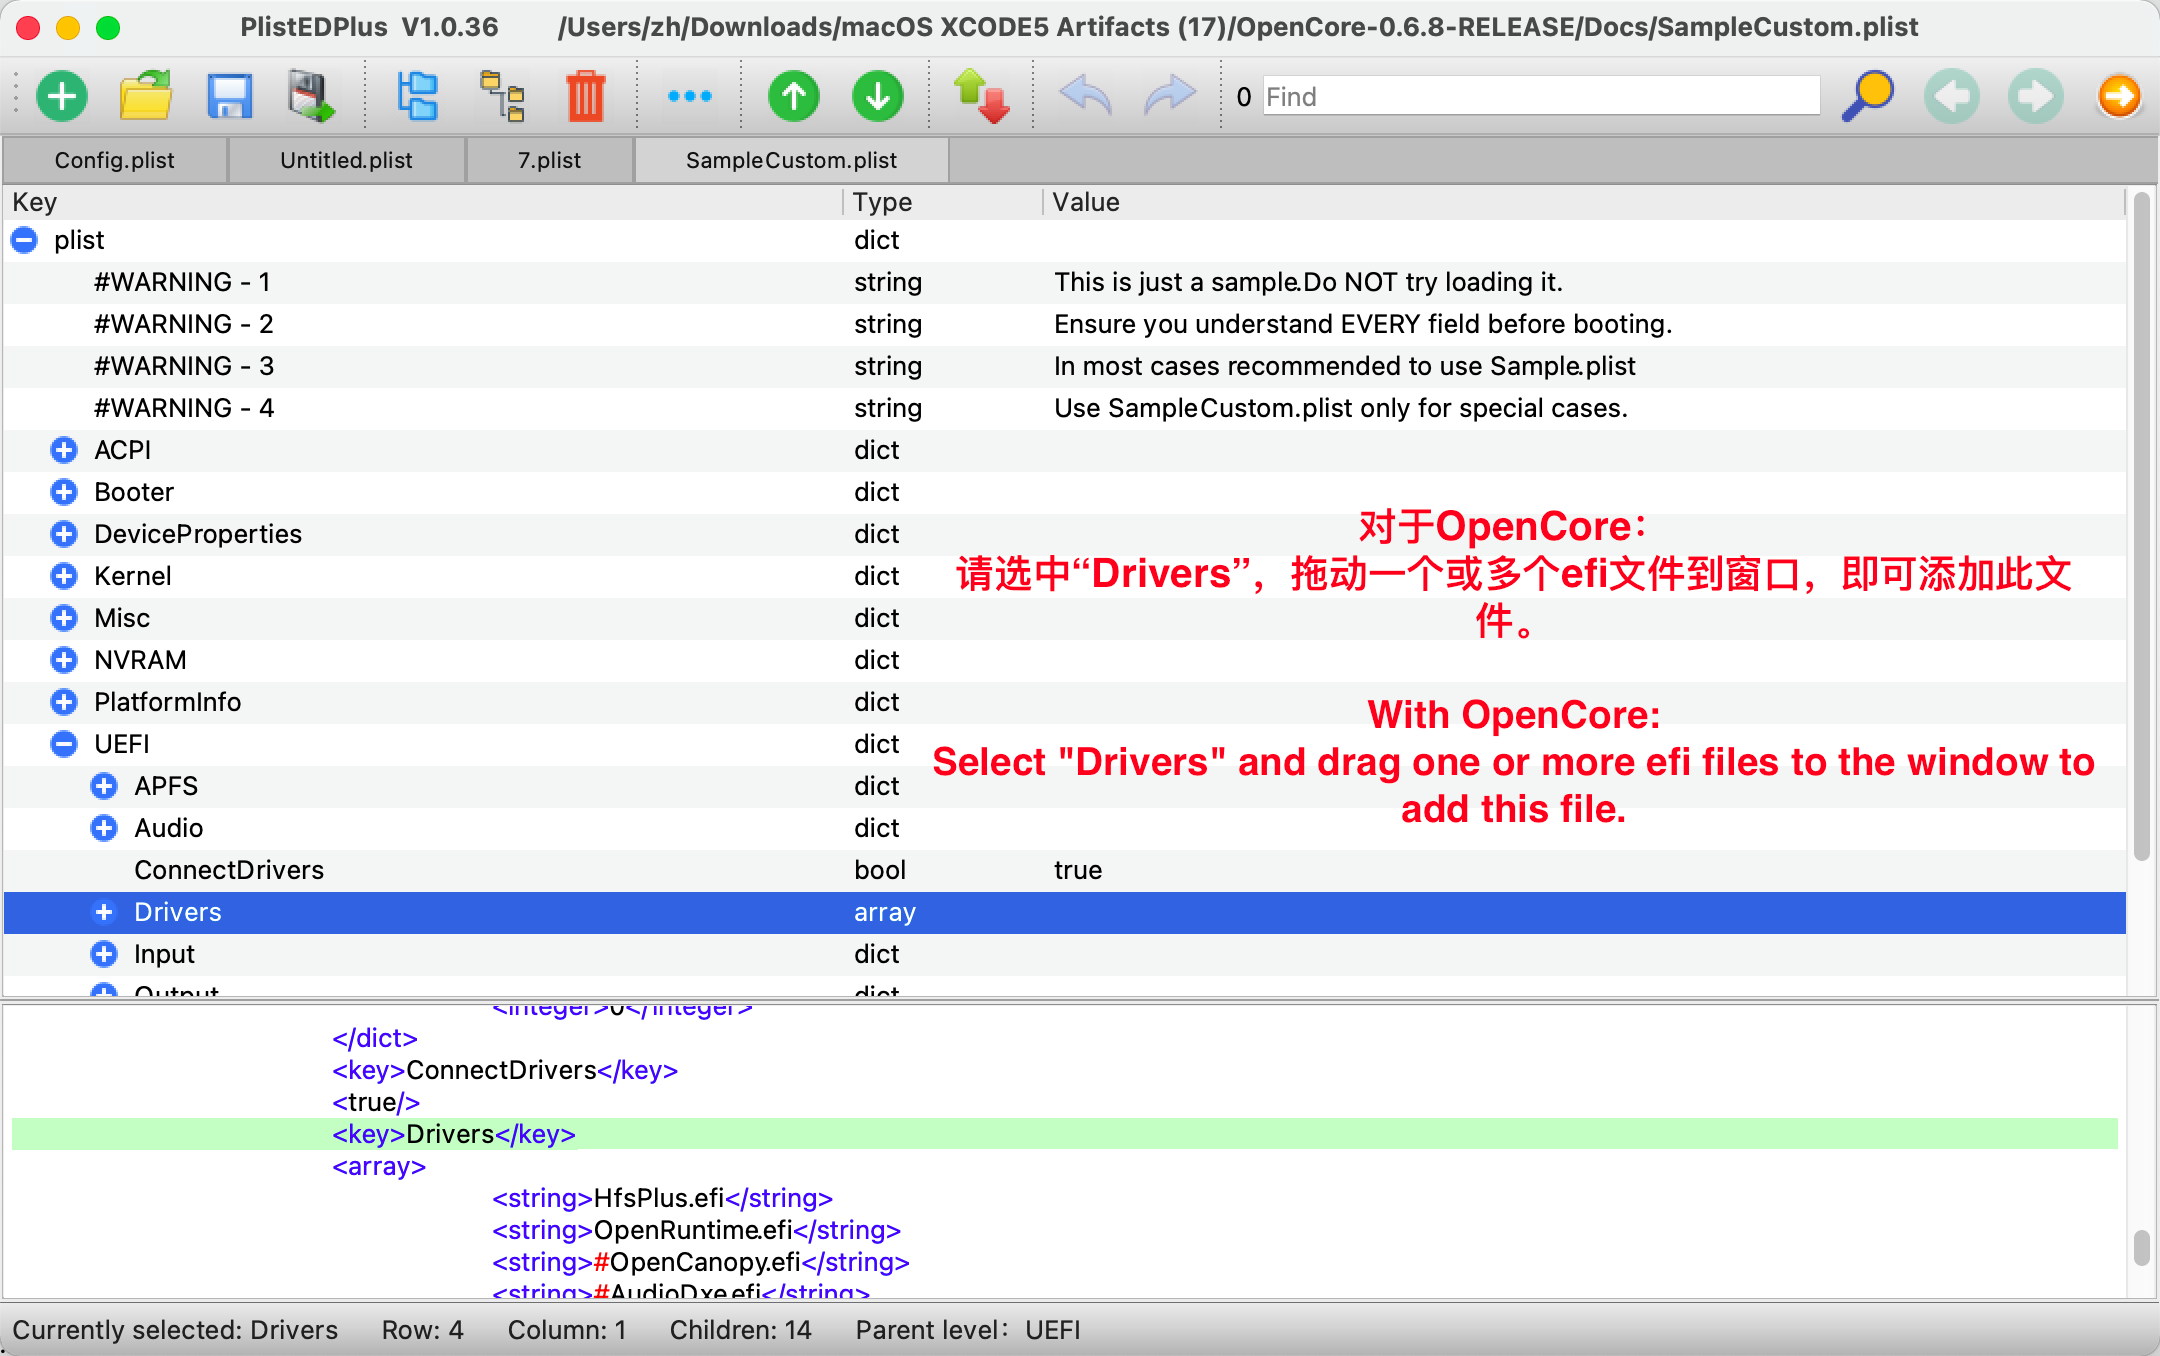 PlistEDPlus V1.0.36 /Users/zh/Downloads/macOS XCODE5 Artifacts (17)/OpenCore-0.6.8-RELEASE/Docs/SampleCustom.plist
0 Find
Config.plist Untitled.plist 7.plist SampleCustom.plist
Key Type Value
plist dict
#WARNING - 1 string This is just a sample.Do NOT try loading it.
#WARNING - 2 string Ensure you understand EVERY field before booting.
#WARNING - 3 string In most cases recommended to use Sample.plist
#WARNING - 4 string Use SampleCustom.plist only for special cases.
ACPI dict
Booter dict
DeviceProperties dict
Kernel dict
Misc dict
NVRAM dict
PlatformInfo dict
UEFI dict
APFS dict
Audio dict
ConnectDrivers bool true
Drivers array
Input dict
Output dict
对于OpenCore：
请选中“Drivers”，拖动一个或多个efi文件到窗口，即可添加此文
件。
With OpenCore:
Select "Drivers" and drag one or more efi files to the window to
add this file.
<integer>0</integer>
</dict>
<key>ConnectDrivers</key>
<true/>
<key>Drivers</key>
<array>
<string>HfsPlus.efi</string>
<string>OpenRuntime.efi</string>
<string>#OpenCanopy.efi</string>
<string>#AudioDxe.efi</string>
Currently selected: Drivers Row: 4 Column: 1 Children: 14 Parent level：UEFI